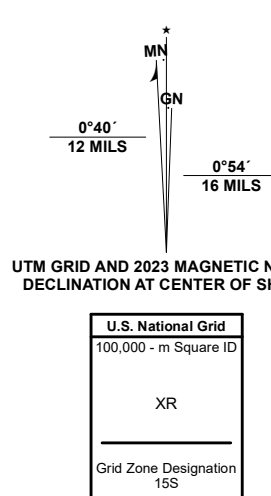 ★
MN
GN
0°40´
12 MILS
0°54´
16 MILS
UTM GRID AND 2023 MAGNETIC N
DECLINATION AT CENTER OF SH
U.S. National Grid
100,000 - m Square ID
XR
Grid Zone Designation
15S